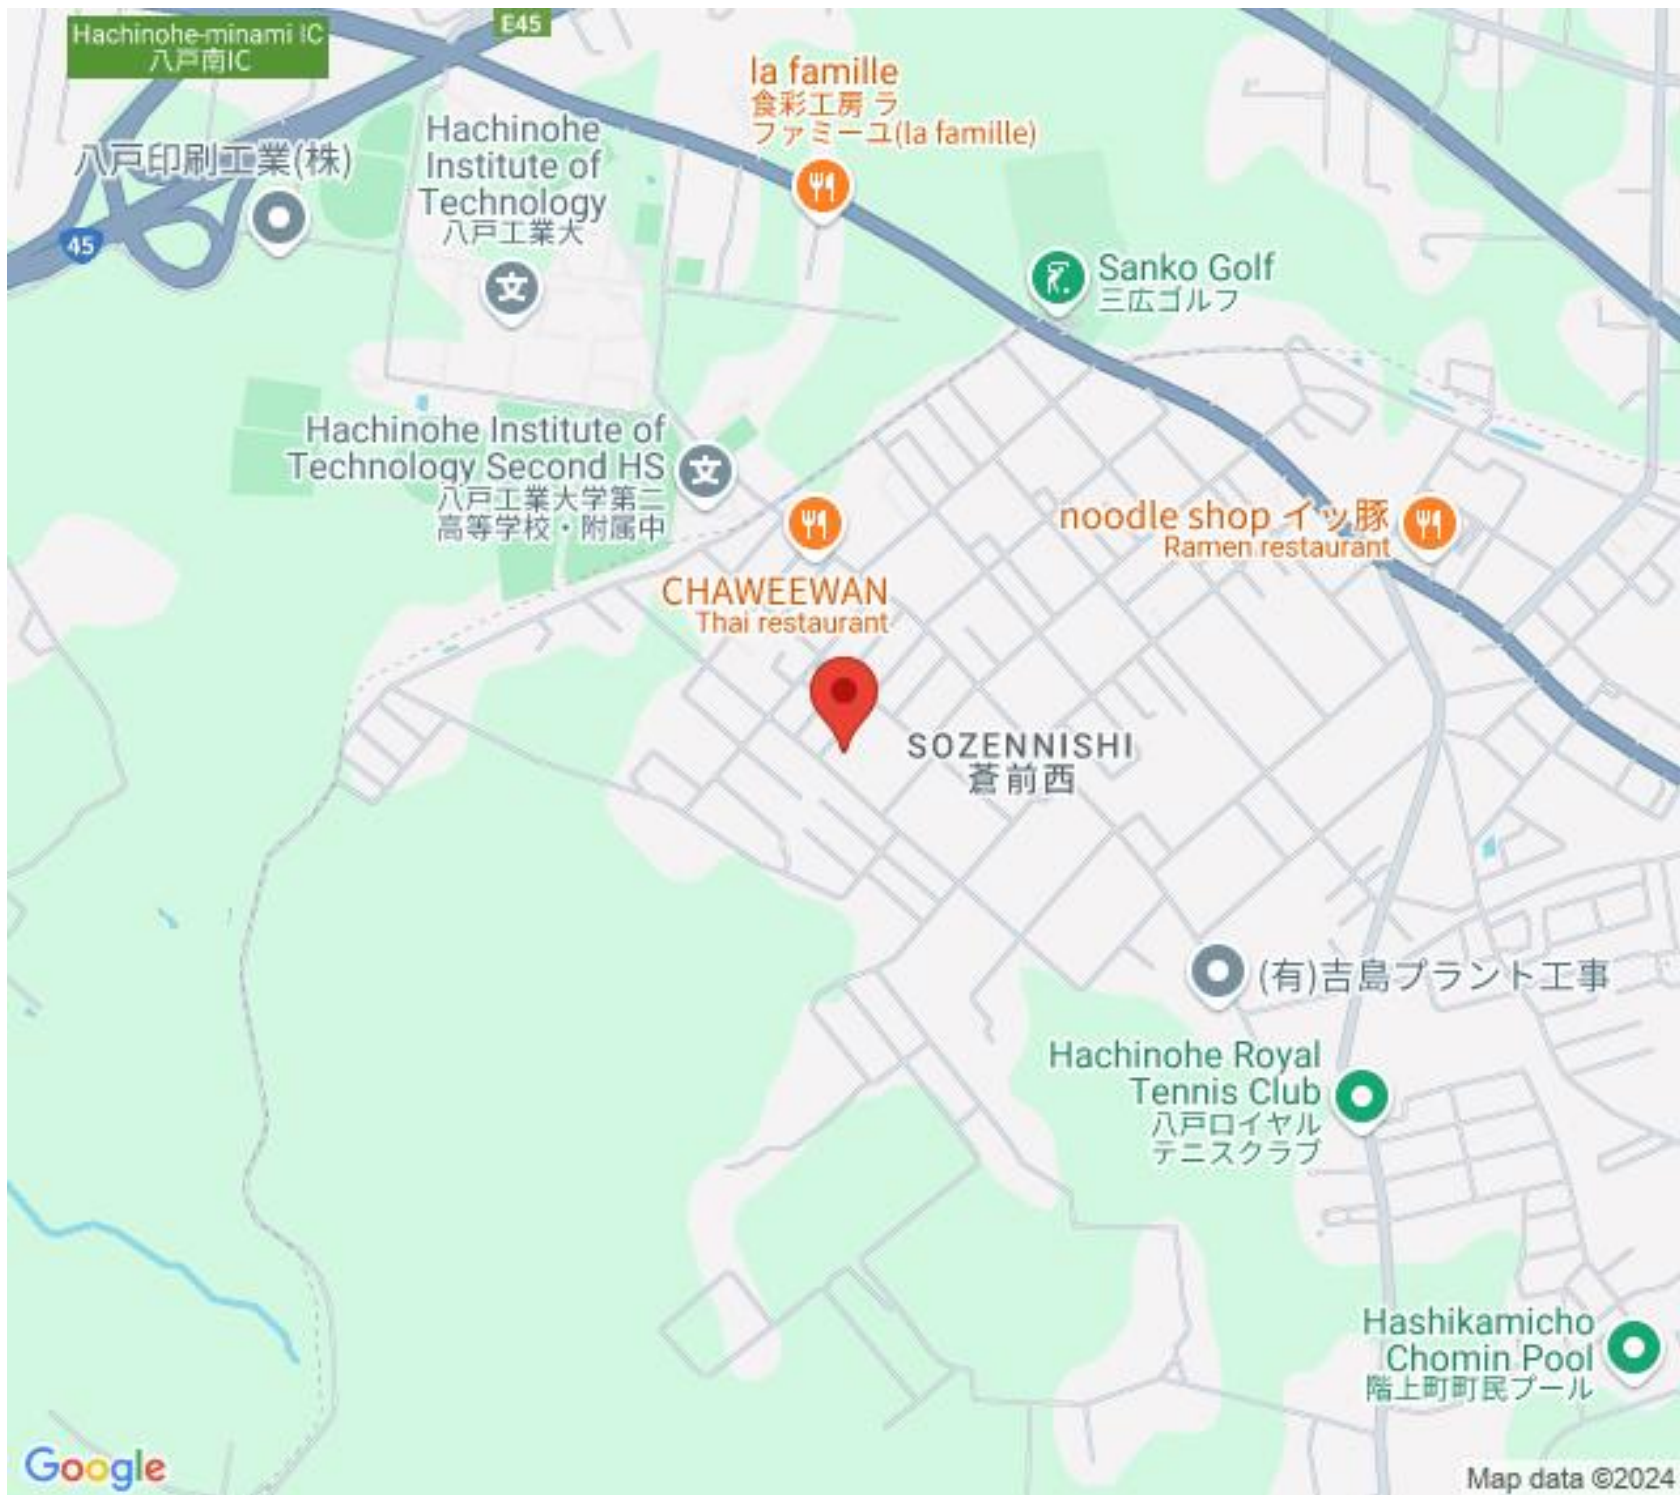 Hachinohe-minami IC
八戸南IC
E45
la famille
食彩工房 ラ
ファミーユ(la famille)
Hachinohe
Institute of
Technology
八戸工業大
八戸印刷工業(株)
45
Sanko Golf
三広ゴルフ
Hachinohe Institute of
Technology Second HS
八戸工業大学第二
高等学校・附属中
文
文
noodle shop イッ豚
Ramen restaurant
CHAWEEWAN
Thai restaurant
SOZENNISHI
蒼前西
(有)吉島プラント工事
Hachinohe Royal
Tennis Club
八戸ロイヤル
テニスクラブ
Hashikamicho
Chomin Pool
階上町町民プール
Google
Map data ©2024